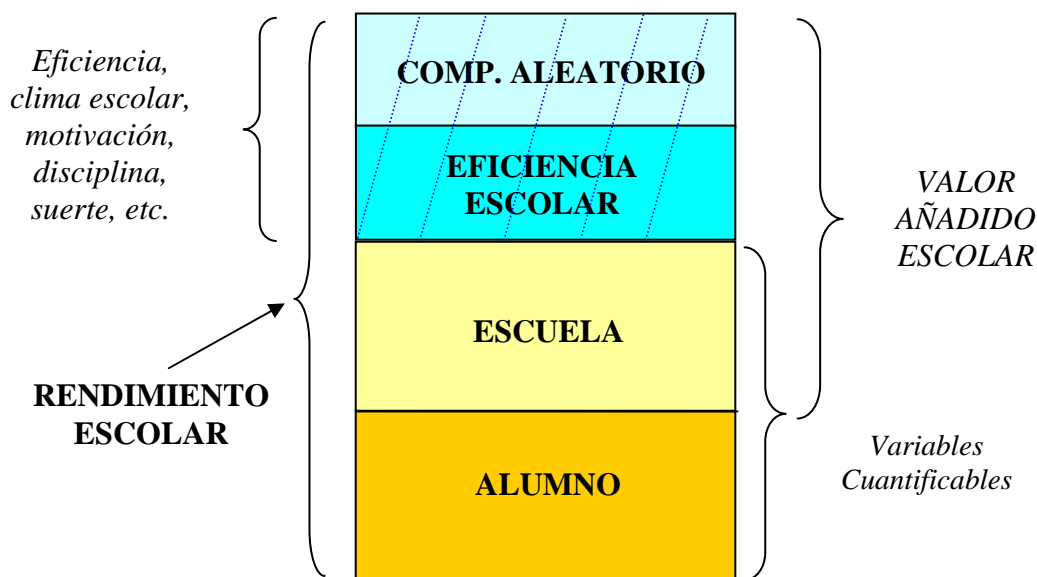 Eficiencia,
clima escolar,
motivación,
disciplina,
suerte, etc.
COMP. ALEATORIO
EFICIENCIA
ESCOLAR
VALOR
AÑADIDO
ESCOLAR
ESCUELA
RENDIMIENTO
ESCOLAR
ALUMNO
Variables
Cuantificables